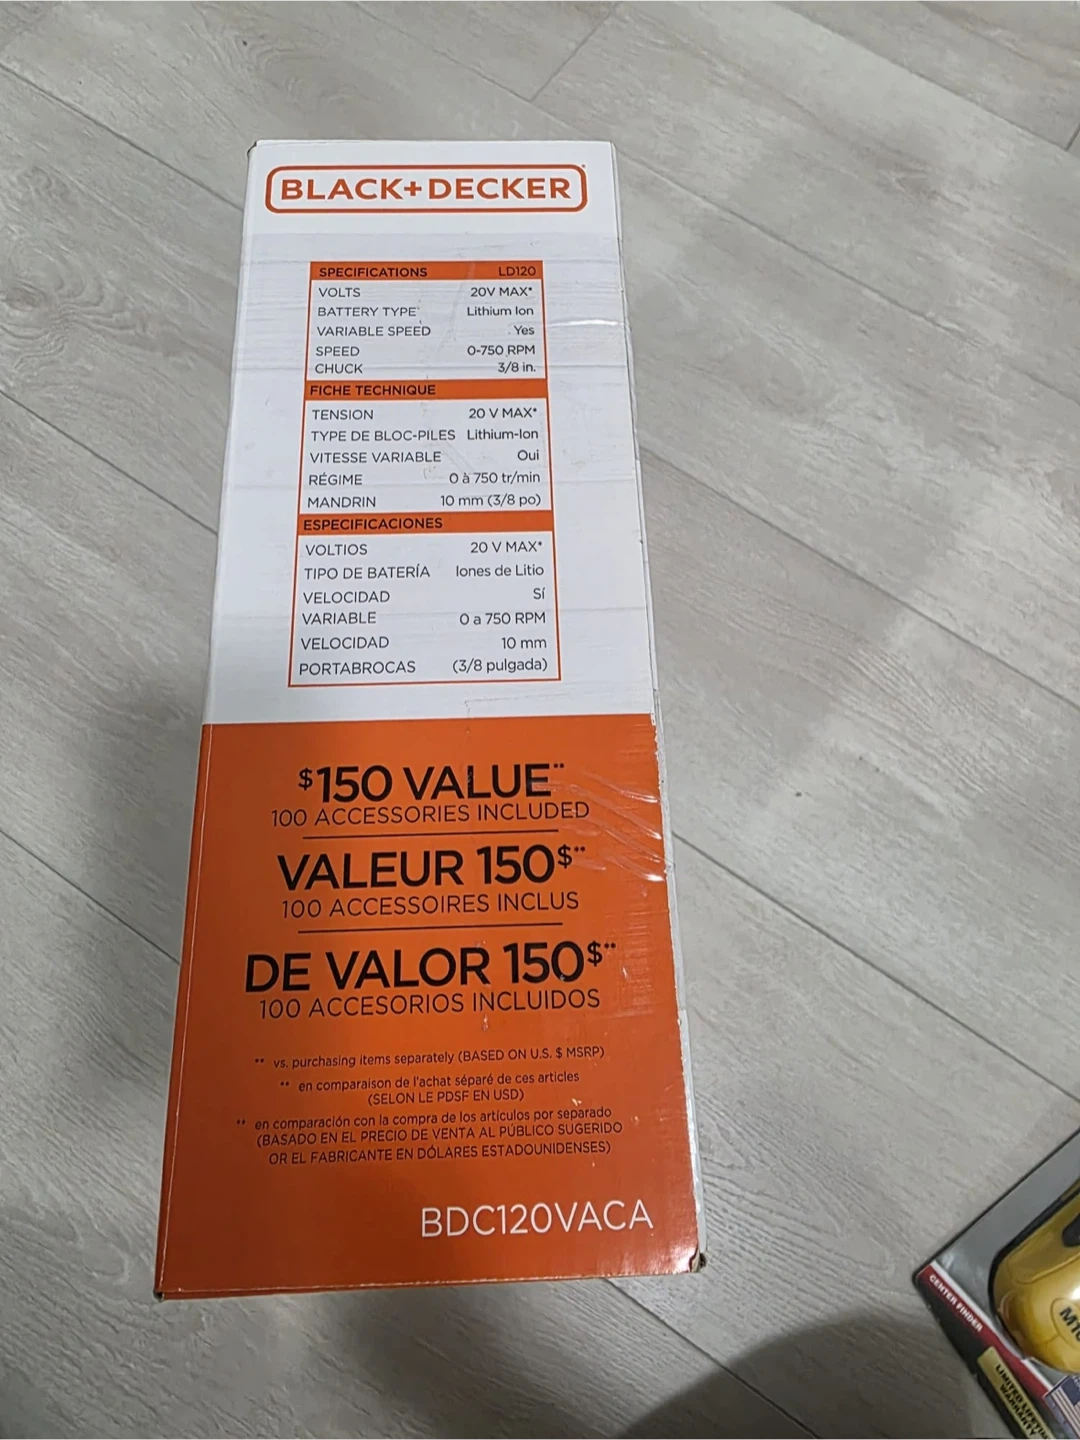 BLACK+DECKER
SPECIFICATIONS LD120
VOLTS 20V MAX*
BATTERY TYPE Lithium Ion
VARIABLE SPEED Yes
SPEED 0-750 RPM
CHUCK 3/8 in.
FICHE TECHNIQUE
TENSION 20 V MAX*
TYPE DE BLOC-PILES Lithium-Ion
VITESSE VARIABLE Oui
RÉGIME 0 à 750 tr/min
MANDRIN 10 mm (3/8 po)
ESPECIFICACIONES
VOLTIOS 20 V MAX*
TIPO DE BATERÍA Iones de Litio
VELOCIDAD Sí
VARIABLE 0 a 750 RPM
VELOCIDAD 10 mm
PORTABROCAS (3/8 pulgada)
$150 VALUE**
100 ACCESSORIES INCLUDED
VALEUR 150$**
100 ACCESSOIRES INCLUS
DE VALOR 150$**
100 ACCESORIOS INCLUIDOS
** vs. purchasing items separately (BASED ON U.S. $ MSRP)
** en comparaison de l'achat séparé de ces articles
(SELON LE PDSF EN USD)
** en comparación con la compra de los artículos por separado
(BASADO EN EL PRECIO DE VENTA AL PÚBLICO SUGERIDO
OR EL FABRICANTE EN DÓLARES ESTADOUNIDENSES)
BDC120VACA
CENTER FINDER
LIMITED LIFETIME
WARRANTY